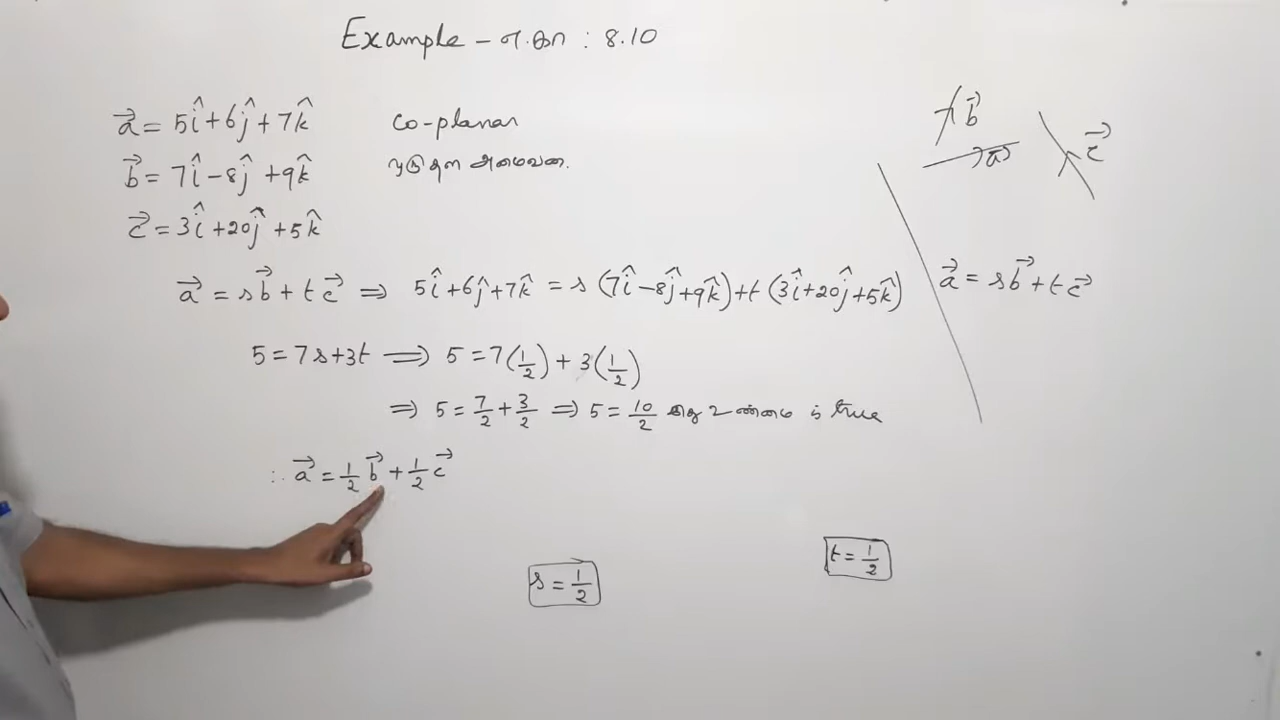 Example – எ.கா : 8.10
a⃗ = 5î + 6ĵ + 7k̂ co-planar
b⃗ = 7î – 8ĵ + 9k̂
c⃗ = 3î + 20ĵ + 5k̂
a⃗ = sb⃗ + tc⃗ ⇒ 5î + 6ĵ + 7k̂ = s (7î – 8ĵ + 9k̂) + t (3î + 20ĵ + 5k̂)
5 = 7s + 3t ⟹ 5 = 7(1/2) + 3(1/2)
⇒ 5 = 7/2 + 3/2 ⇒ 5 = 10/2 உண்மை is true
∴ a⃗ = 1/2 b⃗ + 1/2 c⃗
s = 1/2
t = 1/2
b⃗
a⃗
c⃗
a⃗ = sb⃗ + tc⃗